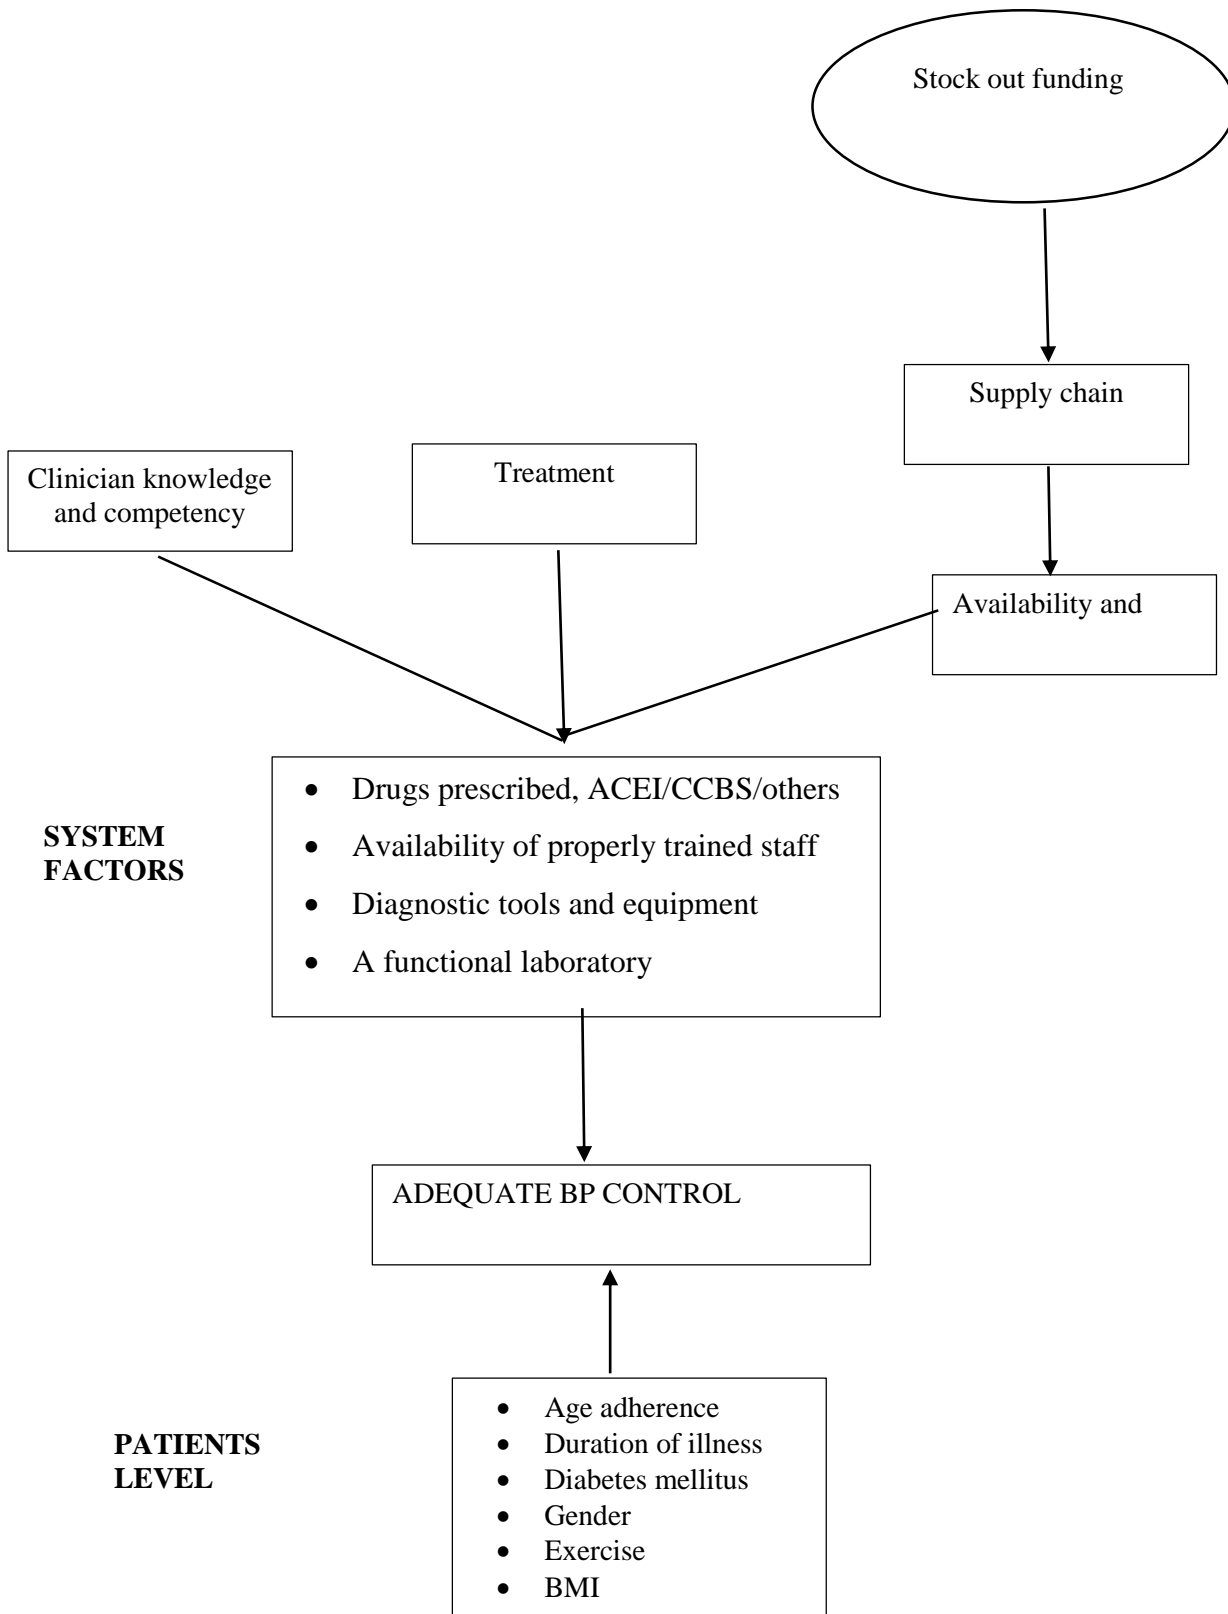 Stock out funding
Supply chain
Clinician knowledge
and competency
Treatment
Availability and
SYSTEM
FACTORS
• Drugs prescribed, ACEI/CCBS/others
• Availability of properly trained staff
• Diagnostic tools and equipment
• A functional laboratory
ADEQUATE BP CONTROL
PATIENTS
LEVEL
• Age adherence
• Duration of illness
• Diabetes mellitus
• Gender
• Exercise
• BMI